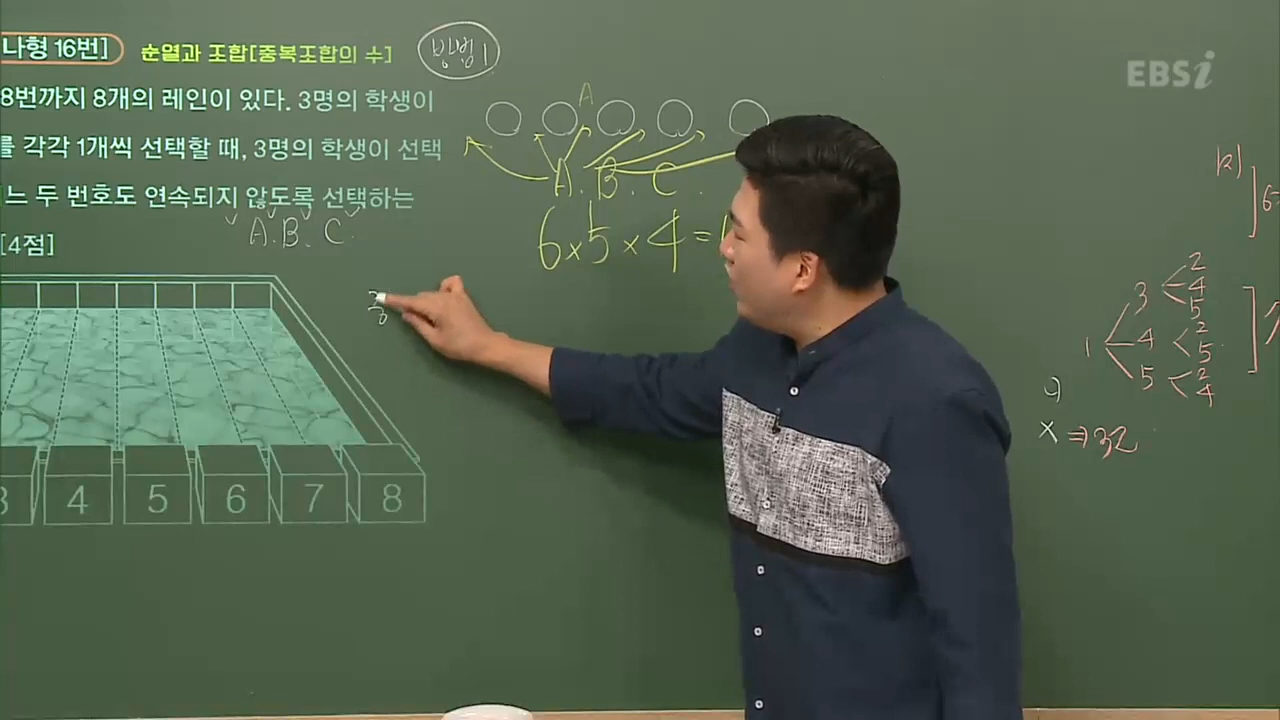 나형 16번]
순열과 조합[중복조합의 수]
방법1
EBSi
8번까지 8개의 레인이 있다. 3명의 학생이
를 각각 1개씩 선택할 때, 3명의 학생이 선택
느 두 번호도 연속되지 않도록 선택하는
[4점]
A. B. C.
A
A. B. C.
6×5×4=
3 4 5 6 7 8
1
3 2 4 5
4 2 5
5 2 4
⇒32